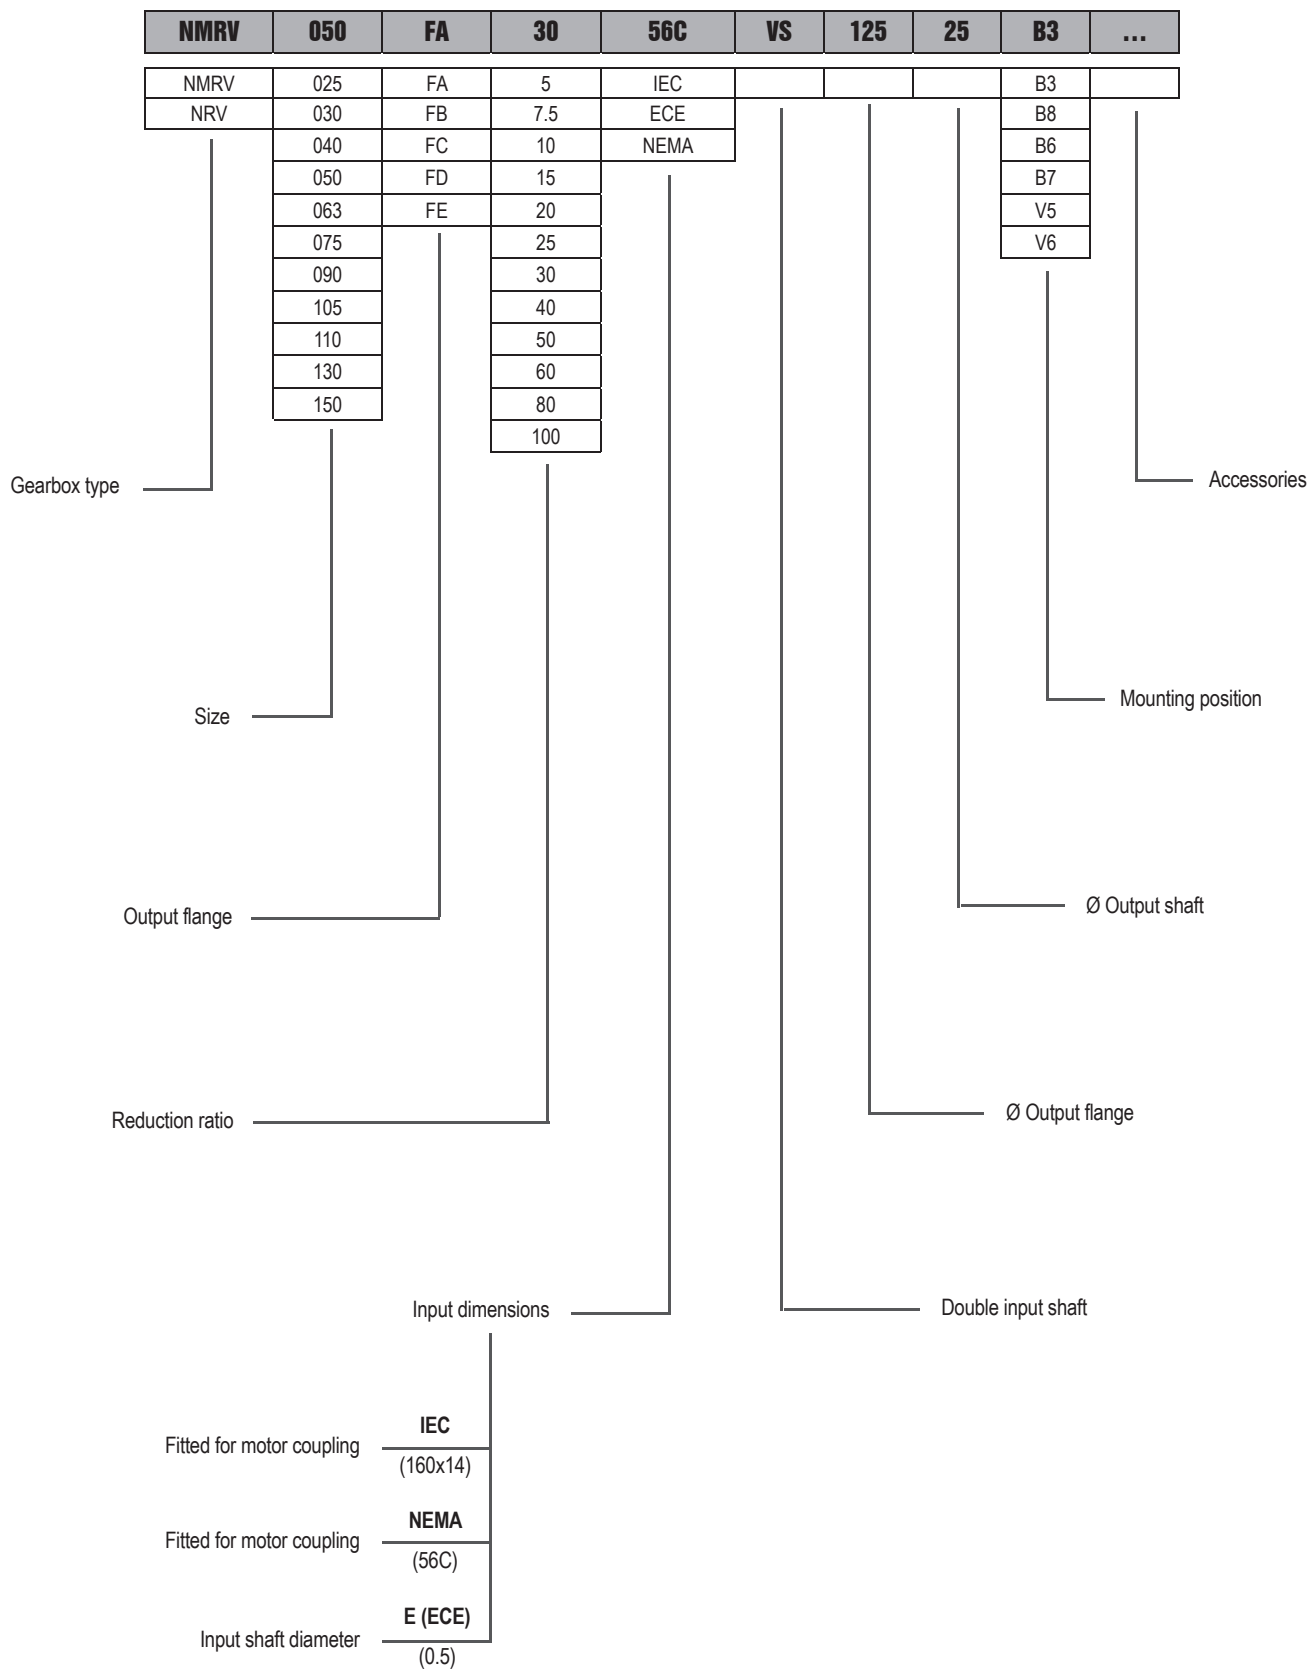 NMRV 050 FA 30 56C VS 125 25 B3 ...
NMRV 025 FA 5 IEC B3
NRV 030 FB 7.5 ECE B8
040 FC 10 NEMA B6
050 FD 15 B7
063 FE 20 V5
075 25 V6
090 30
105 40
110 50
130 60
150 80
100
Gearbox type
Accessories
Size
Mounting position
Output flange
Ø Output shaft
Reduction ratio
Ø Output flange
Input dimensions
Double input shaft
IEC
Fitted for motor coupling
(160x14)
NEMA
Fitted for motor coupling
(56C)
E (ECE)
Input shaft diameter
(0.5)